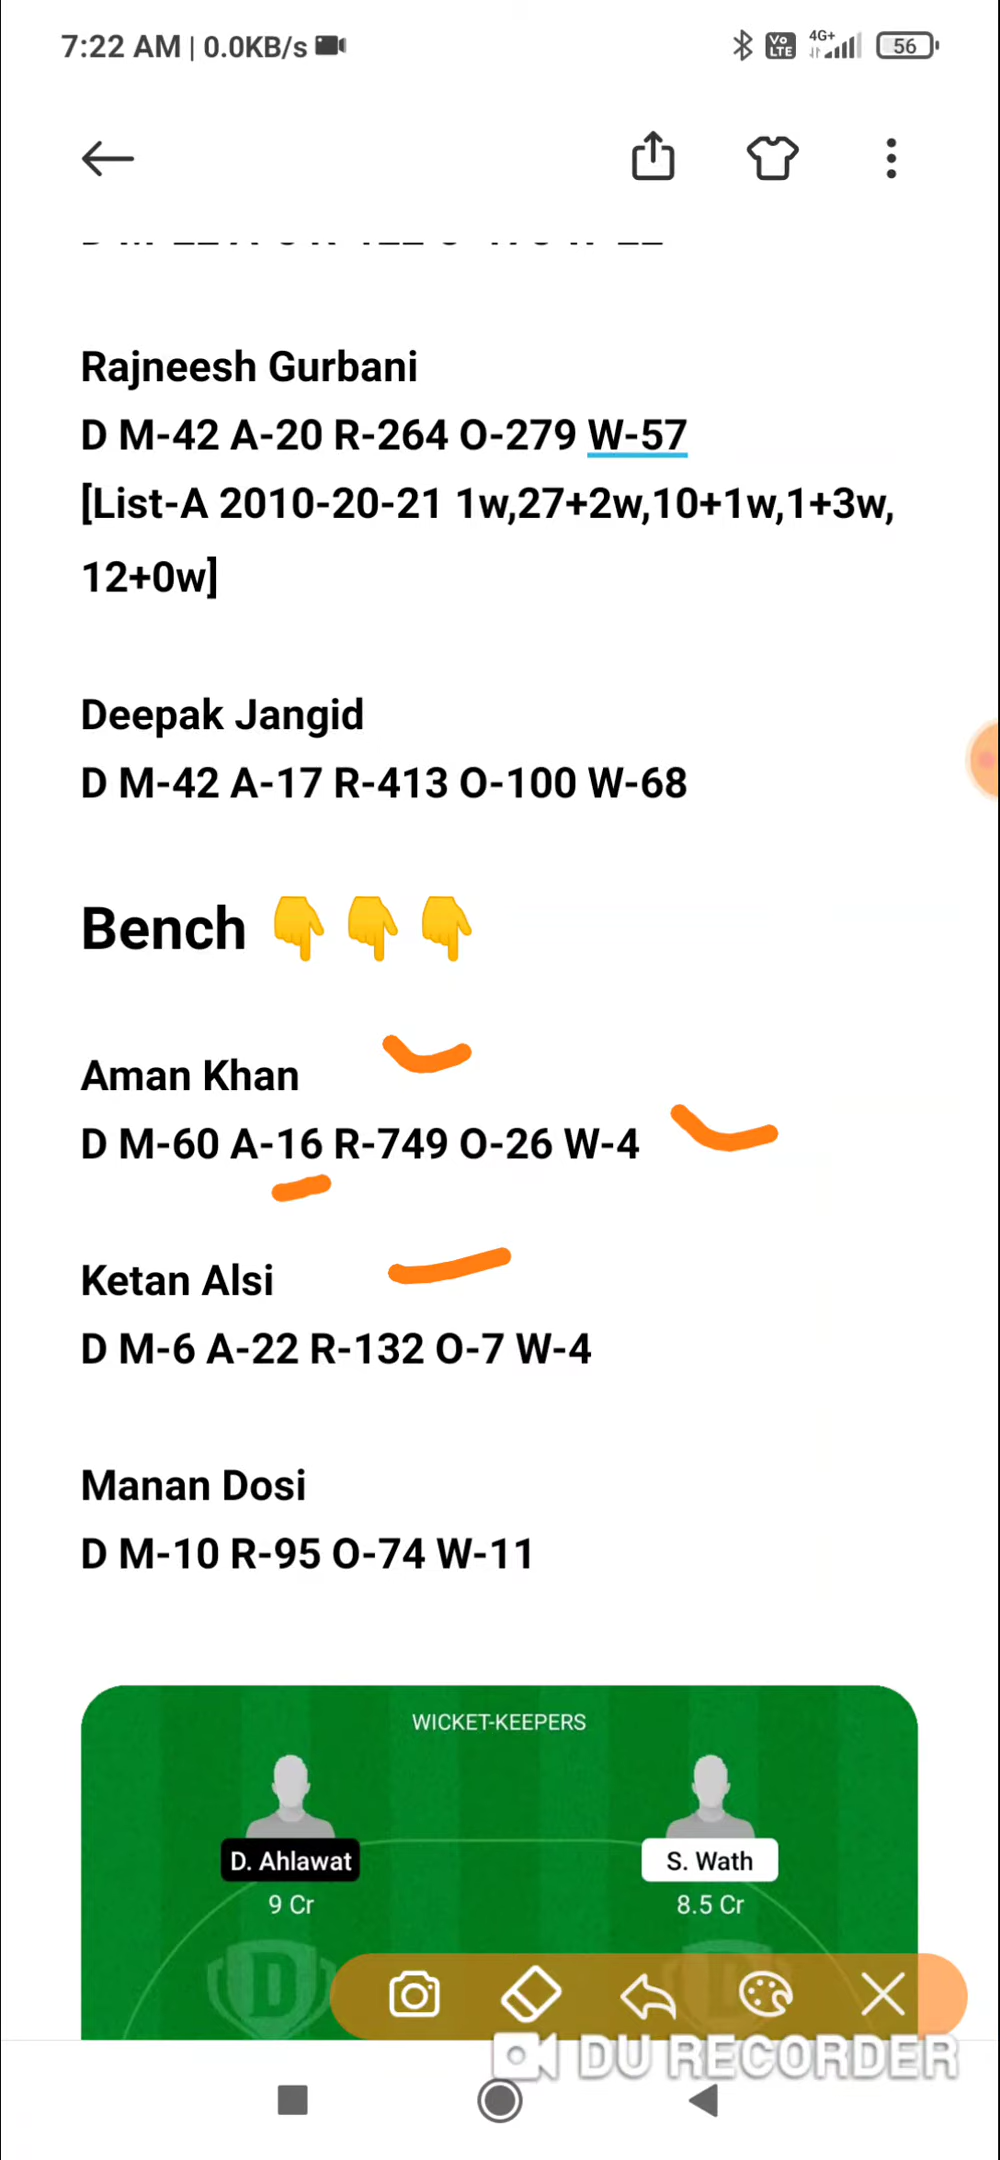 7:22 AM | 0.0KB/s
Vo LTE 4G+ 56
Rajneesh Gurbani
D M-42 A-20 R-264 O-279 W-57
[List-A 2010-20-21 1w,27+2w,10+1w,1+3w,
12+0w]
Deepak Jangid
D M-42 A-17 R-413 O-100 W-68
Bench 👇👇👇
Aman Khan
D M-60 A-16 R-749 O-26 W-4
Ketan Alsi
D M-6 A-22 R-132 O-7 W-4
Manan Dosi
D M-10 R-95 O-74 W-11
WICKET-KEEPERS
D. Ahlawat S. Wath
9 Cr 8.5 Cr
DU RECORDER